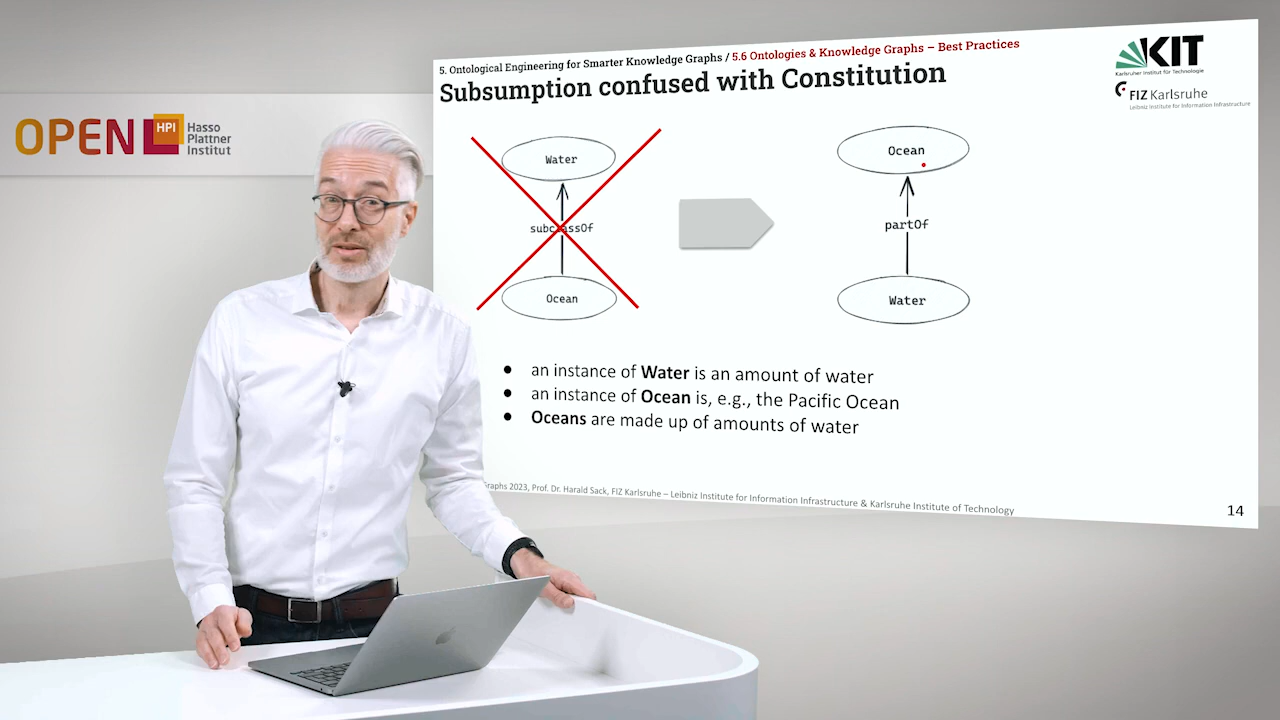 OPEN HPI Hasso
Plattner
Institut
5. Ontological Engineering for Smarter Knowledge Graphs / 5.6 Ontologies & Knowledge Graphs – Best Practices
Subsumption confused with Constitution
KIT
Karlsruher Institut für Technologie
FIZ Karlsruhe
Leibniz Institute for Information Infrastructure
Water
subclassOf
Ocean
Ocean
partOf
Water
• an instance of Water is an amount of water
• an instance of Ocean is, e.g., the Pacific Ocean
• Oceans are made up of amounts of water
Graphs 2023, Prof. Dr. Harald Sack, FIZ Karlsruhe – Leibniz Institute for Information Infrastructure & Karlsruhe Institute of Technology
14